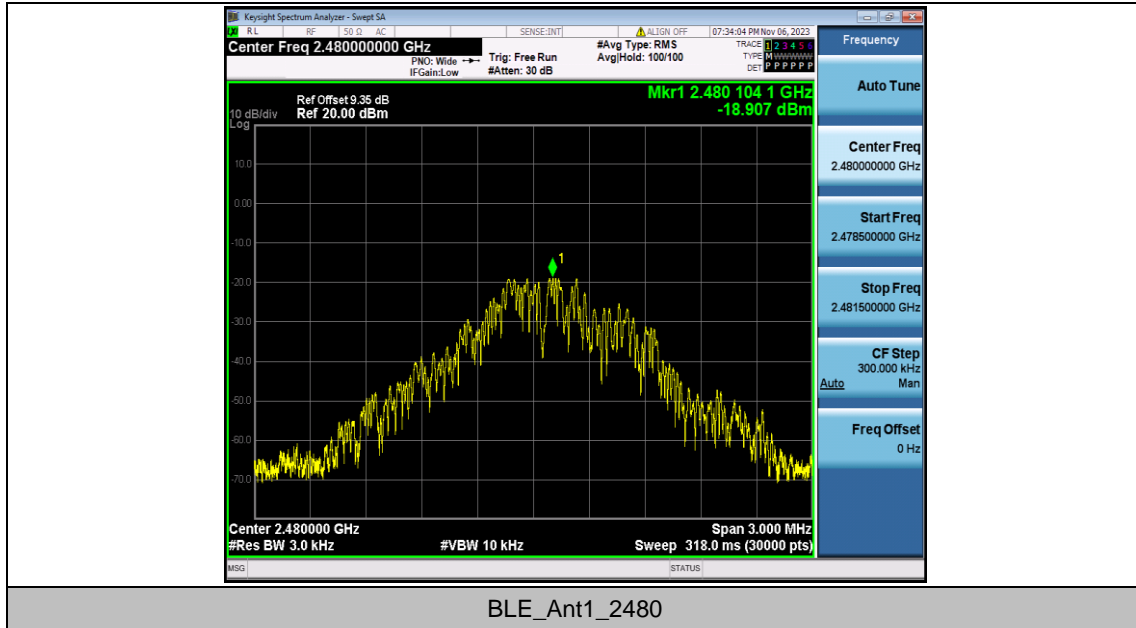 Keysight Spectrum Analyzer - Swept SA
RL RF 50 Ω AC SENSE:INT ALIGN OFF 07:34:04 PM Nov 06, 2023
Center Freq 2.480000000 GHz
PNO: Wide
IFGain:Low
Trig: Free Run
#Atten: 30 dB
#Avg Type: RMS
Avg|Hold: 100/100
TRACE 1 2 3 4 5 6
TYPE M WWWWW
DET P P P P P P
Frequency
Auto Tune
Center Freq
2.480000000 GHz
Start Freq
2.478500000 GHz
Stop Freq
2.481500000 GHz
CF Step
300.000 kHz
Auto Man
Freq Offset
0 Hz
Mkr1 2.480 104 1 GHz
-18.907 dBm
Ref Offset 9.35 dB
10 dB/div Ref 20.00 dBm
Log
10.0
0.00
-10.0
-20.0
-30.0
-40.0
-50.0
-60.0
-70.0
1
Center 2.480000 GHz Span 3.000 MHz
#Res BW 3.0 kHz #VBW 10 kHz Sweep 318.0 ms (30000 pts)
MSG STATUS
BLE_Ant1_2480